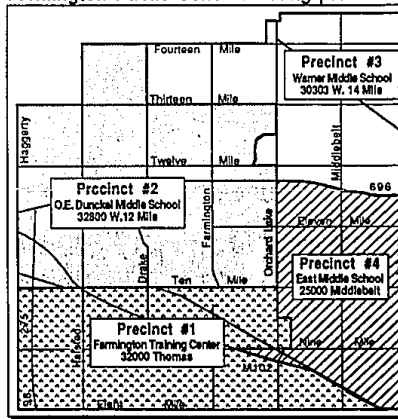 Fourteen Mile
Precinct #3
Warner Middle School
30303 W. 14 Mile
Thirteen Mile
Haggerty
Middlebelt
Twelve Mile
696
Precinct #2
O.E. Dunckel Middle School
32800 W.12 Mile
Farmington
Orchard Lake
Eleven Mile
Drake
Precinct #4
East Middle School
25000 Middlebelt
Ten Mile
Precinct #1
Farmington Training Center
32000 Thomas
Nine Mile
M102
Eight Mile